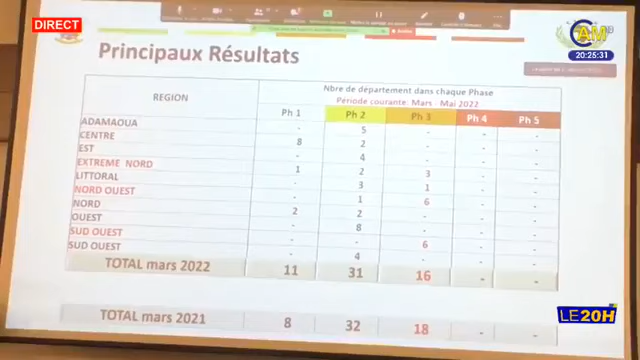 DIRECT
CAM
20:25:31
Principaux Résultats
REGION
Nbre de département dans chaque Phase
Période courante: Mars - Mai 2022
Ph 1 Ph 2 Ph 3 Ph 4 Ph 5
ADAMAOUA - 5 - - -
CENTRE 8 2 - - -
EST - 4 - - -
EXTREME NORD 1 2 3 - -
LITTORAL - 3 1 - -
NORD OUEST - 1 6 - -
NORD 2 2 - - -
OUEST - 8 - - -
SUD OUEST - - 6 - -
SUD OUEST - 4 - - -
TOTAL mars 2022 11 31 16 - -
TOTAL mars 2021 8 32 18 - -
LE20H